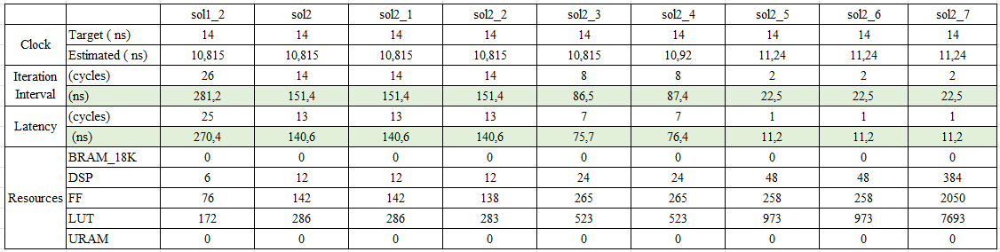 sol1_2 sol2 sol2_1 sol2_2 sol2_3 sol2_4 sol2_5 sol2_6 sol2_7
Clock Target ( ns) 14 14 14 14 14 14 14 14 14
Estimated ( ns) 10,815 10,815 10,815 10,815 10,815 10,92 11,24 11,24 11,24
Iteration Interval (cycles) 26 14 14 14 8 8 2 2 2
(ns) 281,2 151,4 151,4 151,4 86,5 87,4 22,5 22,5 22,5
Latency (cycles) 25 13 13 13 7 7 1 1 1
(ns) 270,4 140,6 140,6 140,6 75,7 76,4 11,2 11,2 11,2
Resources BRAM_18K 0 0 0 0 0 0 0 0 0
DSP 6 12 12 12 24 24 48 48 384
FF 76 142 142 138 265 265 258 258 2050
LUT 172 286 286 283 523 523 973 973 7693
URAM 0 0 0 0 0 0 0 0 0